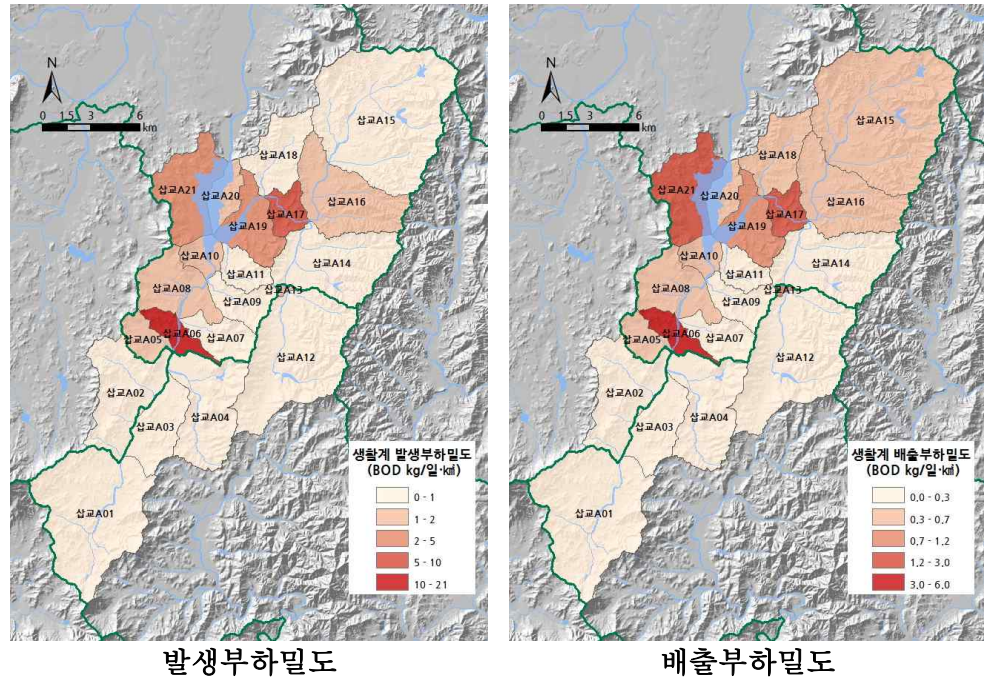 N
0 1.5 3 6
km
삽교A15
삽교A18
삽교A21
삽교A20
삽교A17
삽교A16
삽교A19
삽교A10
삽교A11
삽교A14
삽교A08
삽교A13
삽교A09
삽교A06
삽교A05
삽교A07
삽교A12
삽교A02
삽교A03
삽교A04
삽교A01
생활계 발생부하밀도
(BOD kg/일·㎢)
0 - 1
1 - 2
2 - 5
5 - 10
10 - 21
발생부하밀도
N
0 1.5 3 6
km
삽교A15
삽교A18
삽교A21
삽교A20
삽교A17
삽교A16
삽교A19
삽교A10
삽교A11
삽교A14
삽교A08
삽교A13
삽교A09
삽교A06
삽교A05
삽교A07
삽교A12
삽교A02
삽교A03
삽교A04
삽교A01
생활계 배출부하밀도
(BOD kg/일·㎢)
0.0 - 0.3
0.3 - 0.7
0.7 - 1.2
1.2 - 3.0
3.0 - 6.0
배출부하밀도